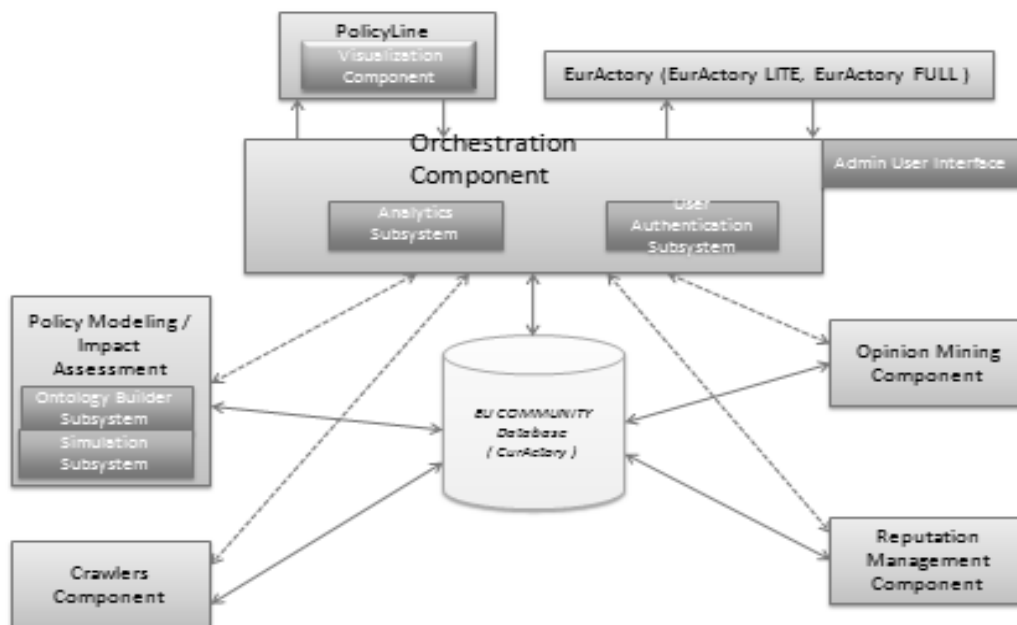 PolicyLine
Visualization
Component
EurActory (EurActory LITE, EurActory FULL )
Orchestration
Component
Admin User Interface
Analytics
Subsystem
User
Authentication
Subsystem
Policy Modeling /
Impact
Assessment
Ontology Builder
Subsystem
Simulation
Subsystem
EU COMMUNITY
Database
( CurActory )
Opinion Mining
Component
Crawlers
Component
Reputation
Management
Component